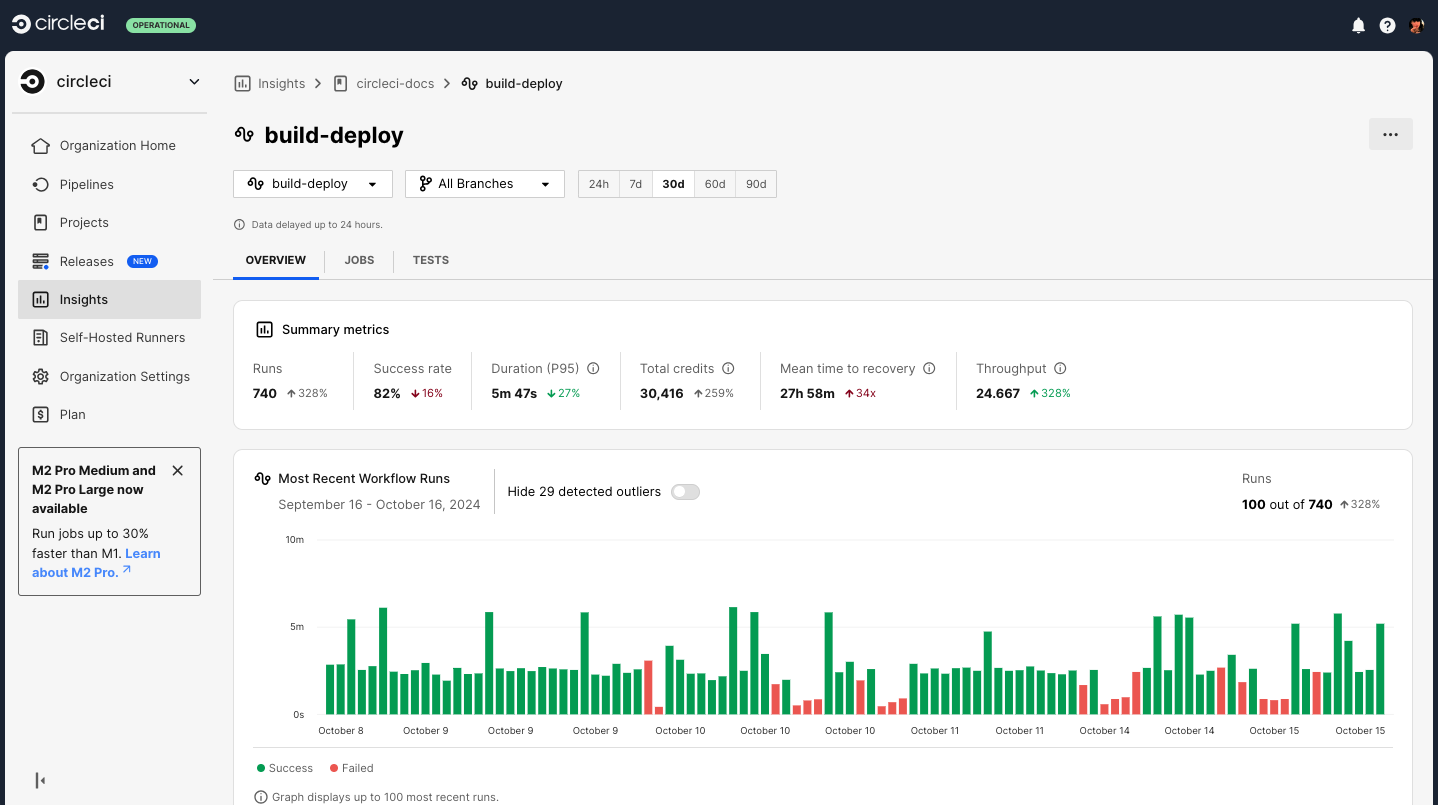 circleci
OPERATIONAL
circleci
Insights
circleci-docs
build-deploy
Organization Home
Pipelines
Projects
Releases NEW
Insights
Self-Hosted Runners
Organization Settings
Plan
M2 Pro Medium and
M2 Pro Large now
available
Run jobs up to 30%
faster than M1. Learn
about M2 Pro.
build-deploy
build-deploy
All Branches
24h 7d 30d 60d 90d
Data delayed up to 24 hours.
OVERVIEW JOBS TESTS
Summary metrics
Runs
740 328%
Success rate
82% 16%
Duration (P95)
5m 47s 27%
Total credits
30,416 259%
Mean time to recovery
27h 58m 34x
Throughput
24.667 328%
Most Recent Workflow Runs
September 16 - October 16, 2024
Hide 29 detected outliers
Runs
100 out of 740 328%
10m
5m
0s
October 8 October 9 October 9 October 9 October 10 October 10 October 10 October 11 October 11 October 14 October 14 October 15 October 15
Success Failed
Graph displays up to 100 most recent runs.